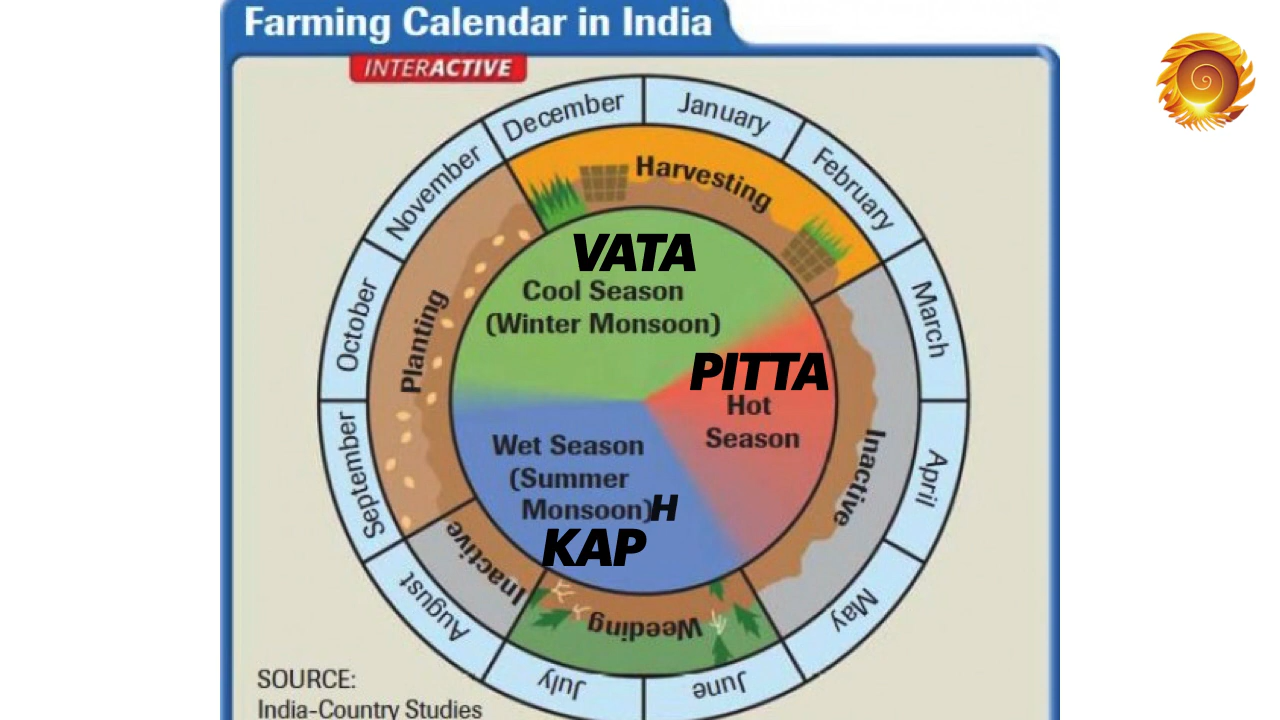 Farming Calendar in India
INTERACTIVE
December
January
February
March
April
May
June
July
August
September
October
November
Harvesting
Inactive
Weeding
Inactive
Planting
VATA
Cool Season
(Winter Monsoon)
PITTA
Hot
Season
Wet Season
(Summer
Monsoon)
H
KAP
SOURCE:
India-Country Studies